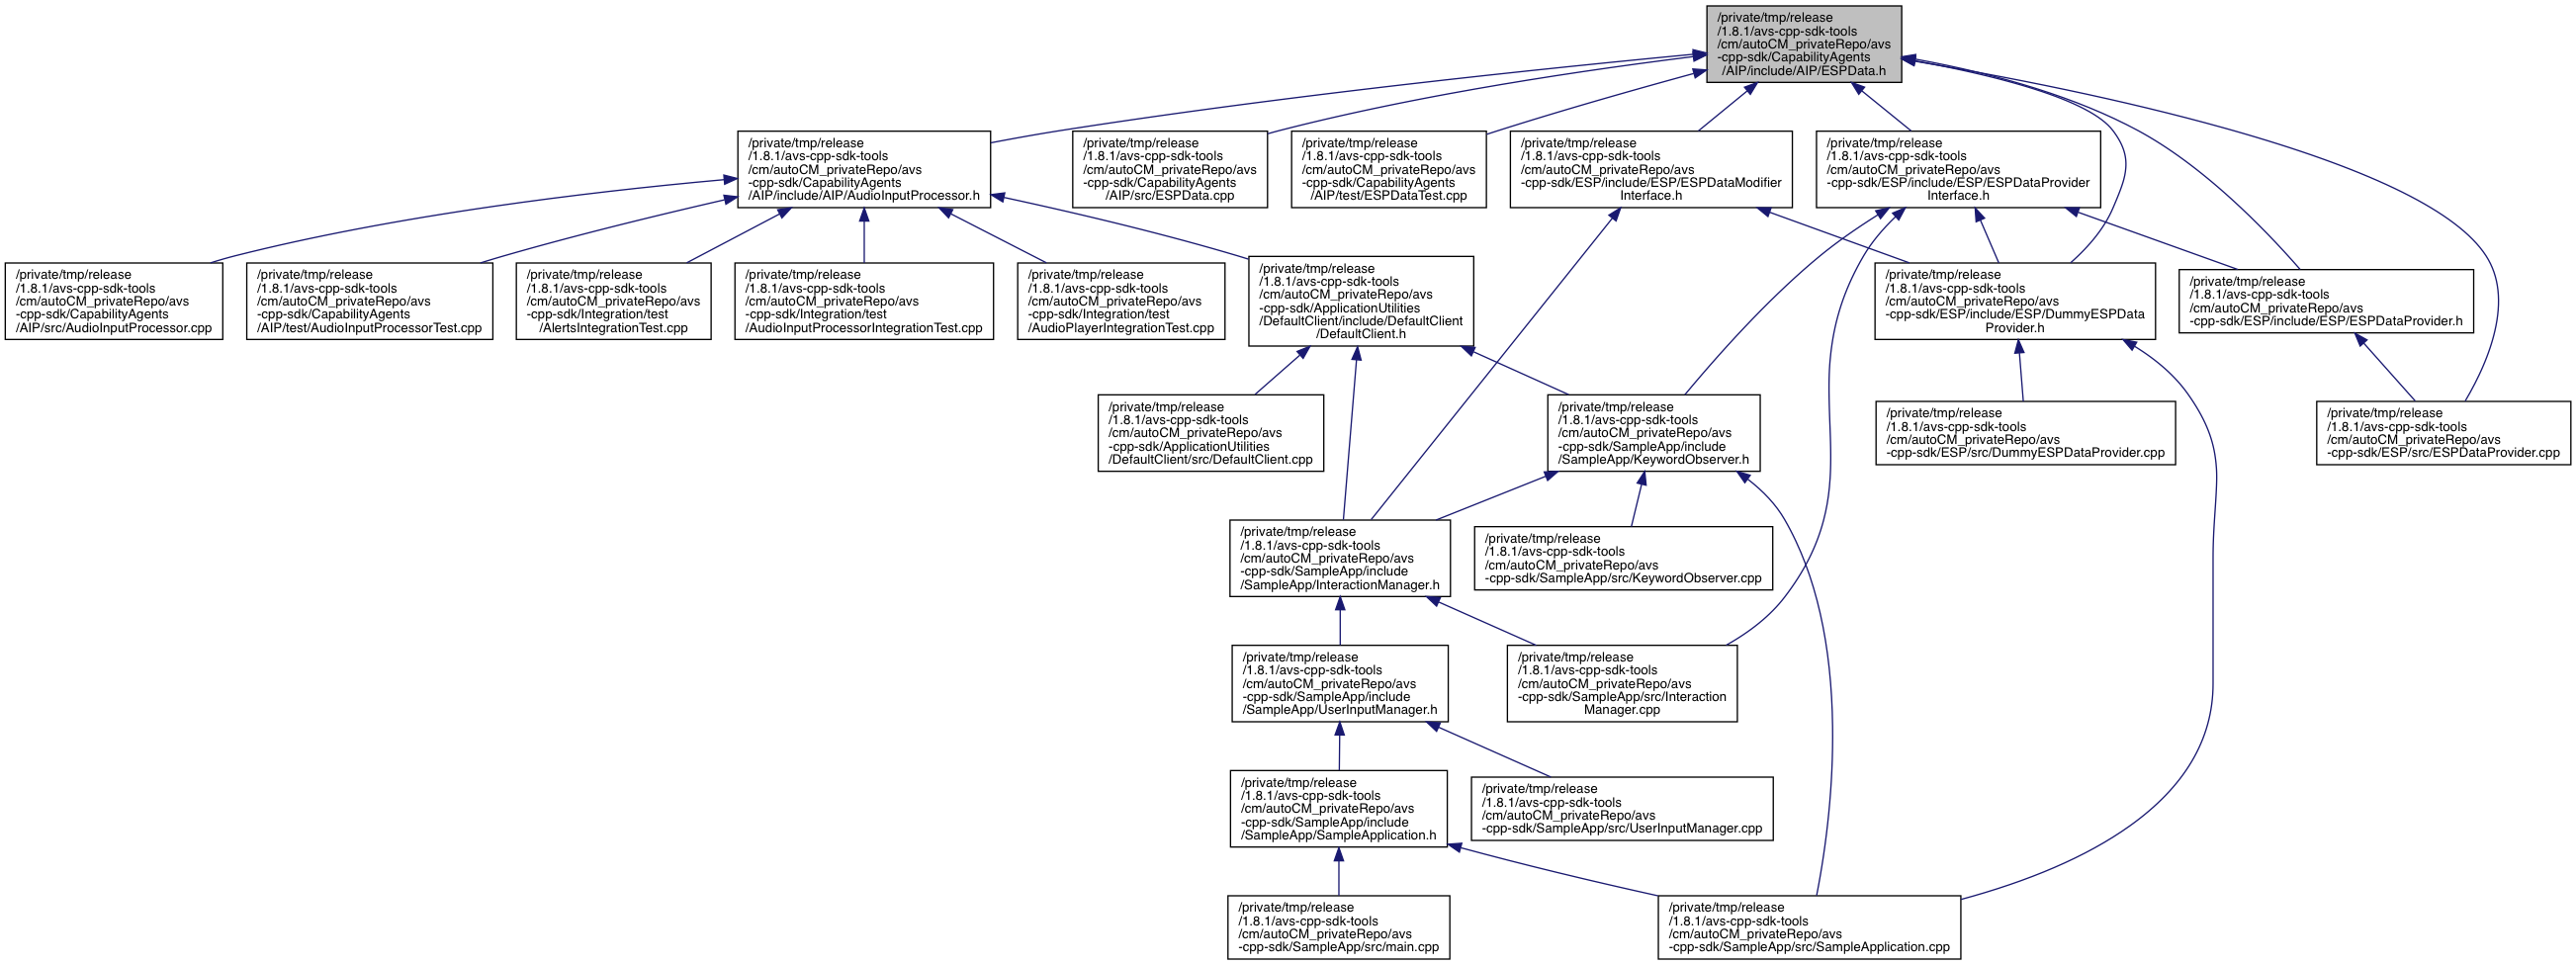 /private/tmp/release
/1.8.1/avs-cpp-sdk-tools
/cm/autoCM_privateRepo/avs
-cpp-sdk/CapabilityAgents
/AIP/include/AIP/ESPData.h
/private/tmp/release
/1.8.1/avs-cpp-sdk-tools
/cm/autoCM_privateRepo/avs
-cpp-sdk/CapabilityAgents
/AIP/include/AIP/AudioInputProcessor.h
/private/tmp/release
/1.8.1/avs-cpp-sdk-tools
/cm/autoCM_privateRepo/avs
-cpp-sdk/CapabilityAgents
/AIP/src/ESPData.cpp
/private/tmp/release
/1.8.1/avs-cpp-sdk-tools
/cm/autoCM_privateRepo/avs
-cpp-sdk/CapabilityAgents
/AIP/test/ESPDataTest.cpp
/private/tmp/release
/1.8.1/avs-cpp-sdk-tools
/cm/autoCM_privateRepo/avs
-cpp-sdk/ESP/include/ESP/ESPDataModifier
Interface.h
/private/tmp/release
/1.8.1/avs-cpp-sdk-tools
/cm/autoCM_privateRepo/avs
-cpp-sdk/ESP/include/ESP/ESPDataProvider
Interface.h
/private/tmp/release
/1.8.1/avs-cpp-sdk-tools
/cm/autoCM_privateRepo/avs
-cpp-sdk/CapabilityAgents
/AIP/src/AudioInputProcessor.cpp
/private/tmp/release
/1.8.1/avs-cpp-sdk-tools
/cm/autoCM_privateRepo/avs
-cpp-sdk/CapabilityAgents
/AIP/test/AudioInputProcessorTest.cpp
/private/tmp/release
/1.8.1/avs-cpp-sdk-tools
/cm/autoCM_privateRepo/avs
-cpp-sdk/Integration/test
/AlertsIntegrationTest.cpp
/private/tmp/release
/1.8.1/avs-cpp-sdk-tools
/cm/autoCM_privateRepo/avs
-cpp-sdk/Integration/test
/AudioInputProcessorIntegrationTest.cpp
/private/tmp/release
/1.8.1/avs-cpp-sdk-tools
/cm/autoCM_privateRepo/avs
-cpp-sdk/Integration/test
/AudioPlayerIntegrationTest.cpp
/private/tmp/release
/1.8.1/avs-cpp-sdk-tools
/cm/autoCM_privateRepo/avs
-cpp-sdk/ApplicationUtilities
/DefaultClient/include/DefaultClient
/DefaultClient.h
/private/tmp/release
/1.8.1/avs-cpp-sdk-tools
/cm/autoCM_privateRepo/avs
-cpp-sdk/ESP/include/ESP/DummyESPData
Provider.h
/private/tmp/release
/1.8.1/avs-cpp-sdk-tools
/cm/autoCM_privateRepo/avs
-cpp-sdk/ESP/include/ESP/ESPDataProvider.h
/private/tmp/release
/1.8.1/avs-cpp-sdk-tools
/cm/autoCM_privateRepo/avs
-cpp-sdk/ApplicationUtilities
/DefaultClient/src/DefaultClient.cpp
/private/tmp/release
/1.8.1/avs-cpp-sdk-tools
/cm/autoCM_privateRepo/avs
-cpp-sdk/SampleApp/include
/SampleApp/KeywordObserver.h
/private/tmp/release
/1.8.1/avs-cpp-sdk-tools
/cm/autoCM_privateRepo/avs
-cpp-sdk/ESP/src/DummyESPDataProvider.cpp
/private/tmp/release
/1.8.1/avs-cpp-sdk-tools
/cm/autoCM_privateRepo/avs
-cpp-sdk/ESP/src/ESPDataProvider.cpp
/private/tmp/release
/1.8.1/avs-cpp-sdk-tools
/cm/autoCM_privateRepo/avs
-cpp-sdk/SampleApp/include
/SampleApp/InteractionManager.h
/private/tmp/release
/1.8.1/avs-cpp-sdk-tools
/cm/autoCM_privateRepo/avs
-cpp-sdk/SampleApp/src/KeywordObserver.cpp
/private/tmp/release
/1.8.1/avs-cpp-sdk-tools
/cm/autoCM_privateRepo/avs
-cpp-sdk/SampleApp/include
/SampleApp/UserInputManager.h
/private/tmp/release
/1.8.1/avs-cpp-sdk-tools
/cm/autoCM_privateRepo/avs
-cpp-sdk/SampleApp/src/Interaction
Manager.cpp
/private/tmp/release
/1.8.1/avs-cpp-sdk-tools
/cm/autoCM_privateRepo/avs
-cpp-sdk/SampleApp/include
/SampleApp/SampleApplication.h
/private/tmp/release
/1.8.1/avs-cpp-sdk-tools
/cm/autoCM_privateRepo/avs
-cpp-sdk/SampleApp/src/UserInputManager.cpp
/private/tmp/release
/1.8.1/avs-cpp-sdk-tools
/cm/autoCM_privateRepo/avs
-cpp-sdk/SampleApp/src/main.cpp
/private/tmp/release
/1.8.1/avs-cpp-sdk-tools
/cm/autoCM_privateRepo/avs
-cpp-sdk/SampleApp/src/SampleApplication.cpp